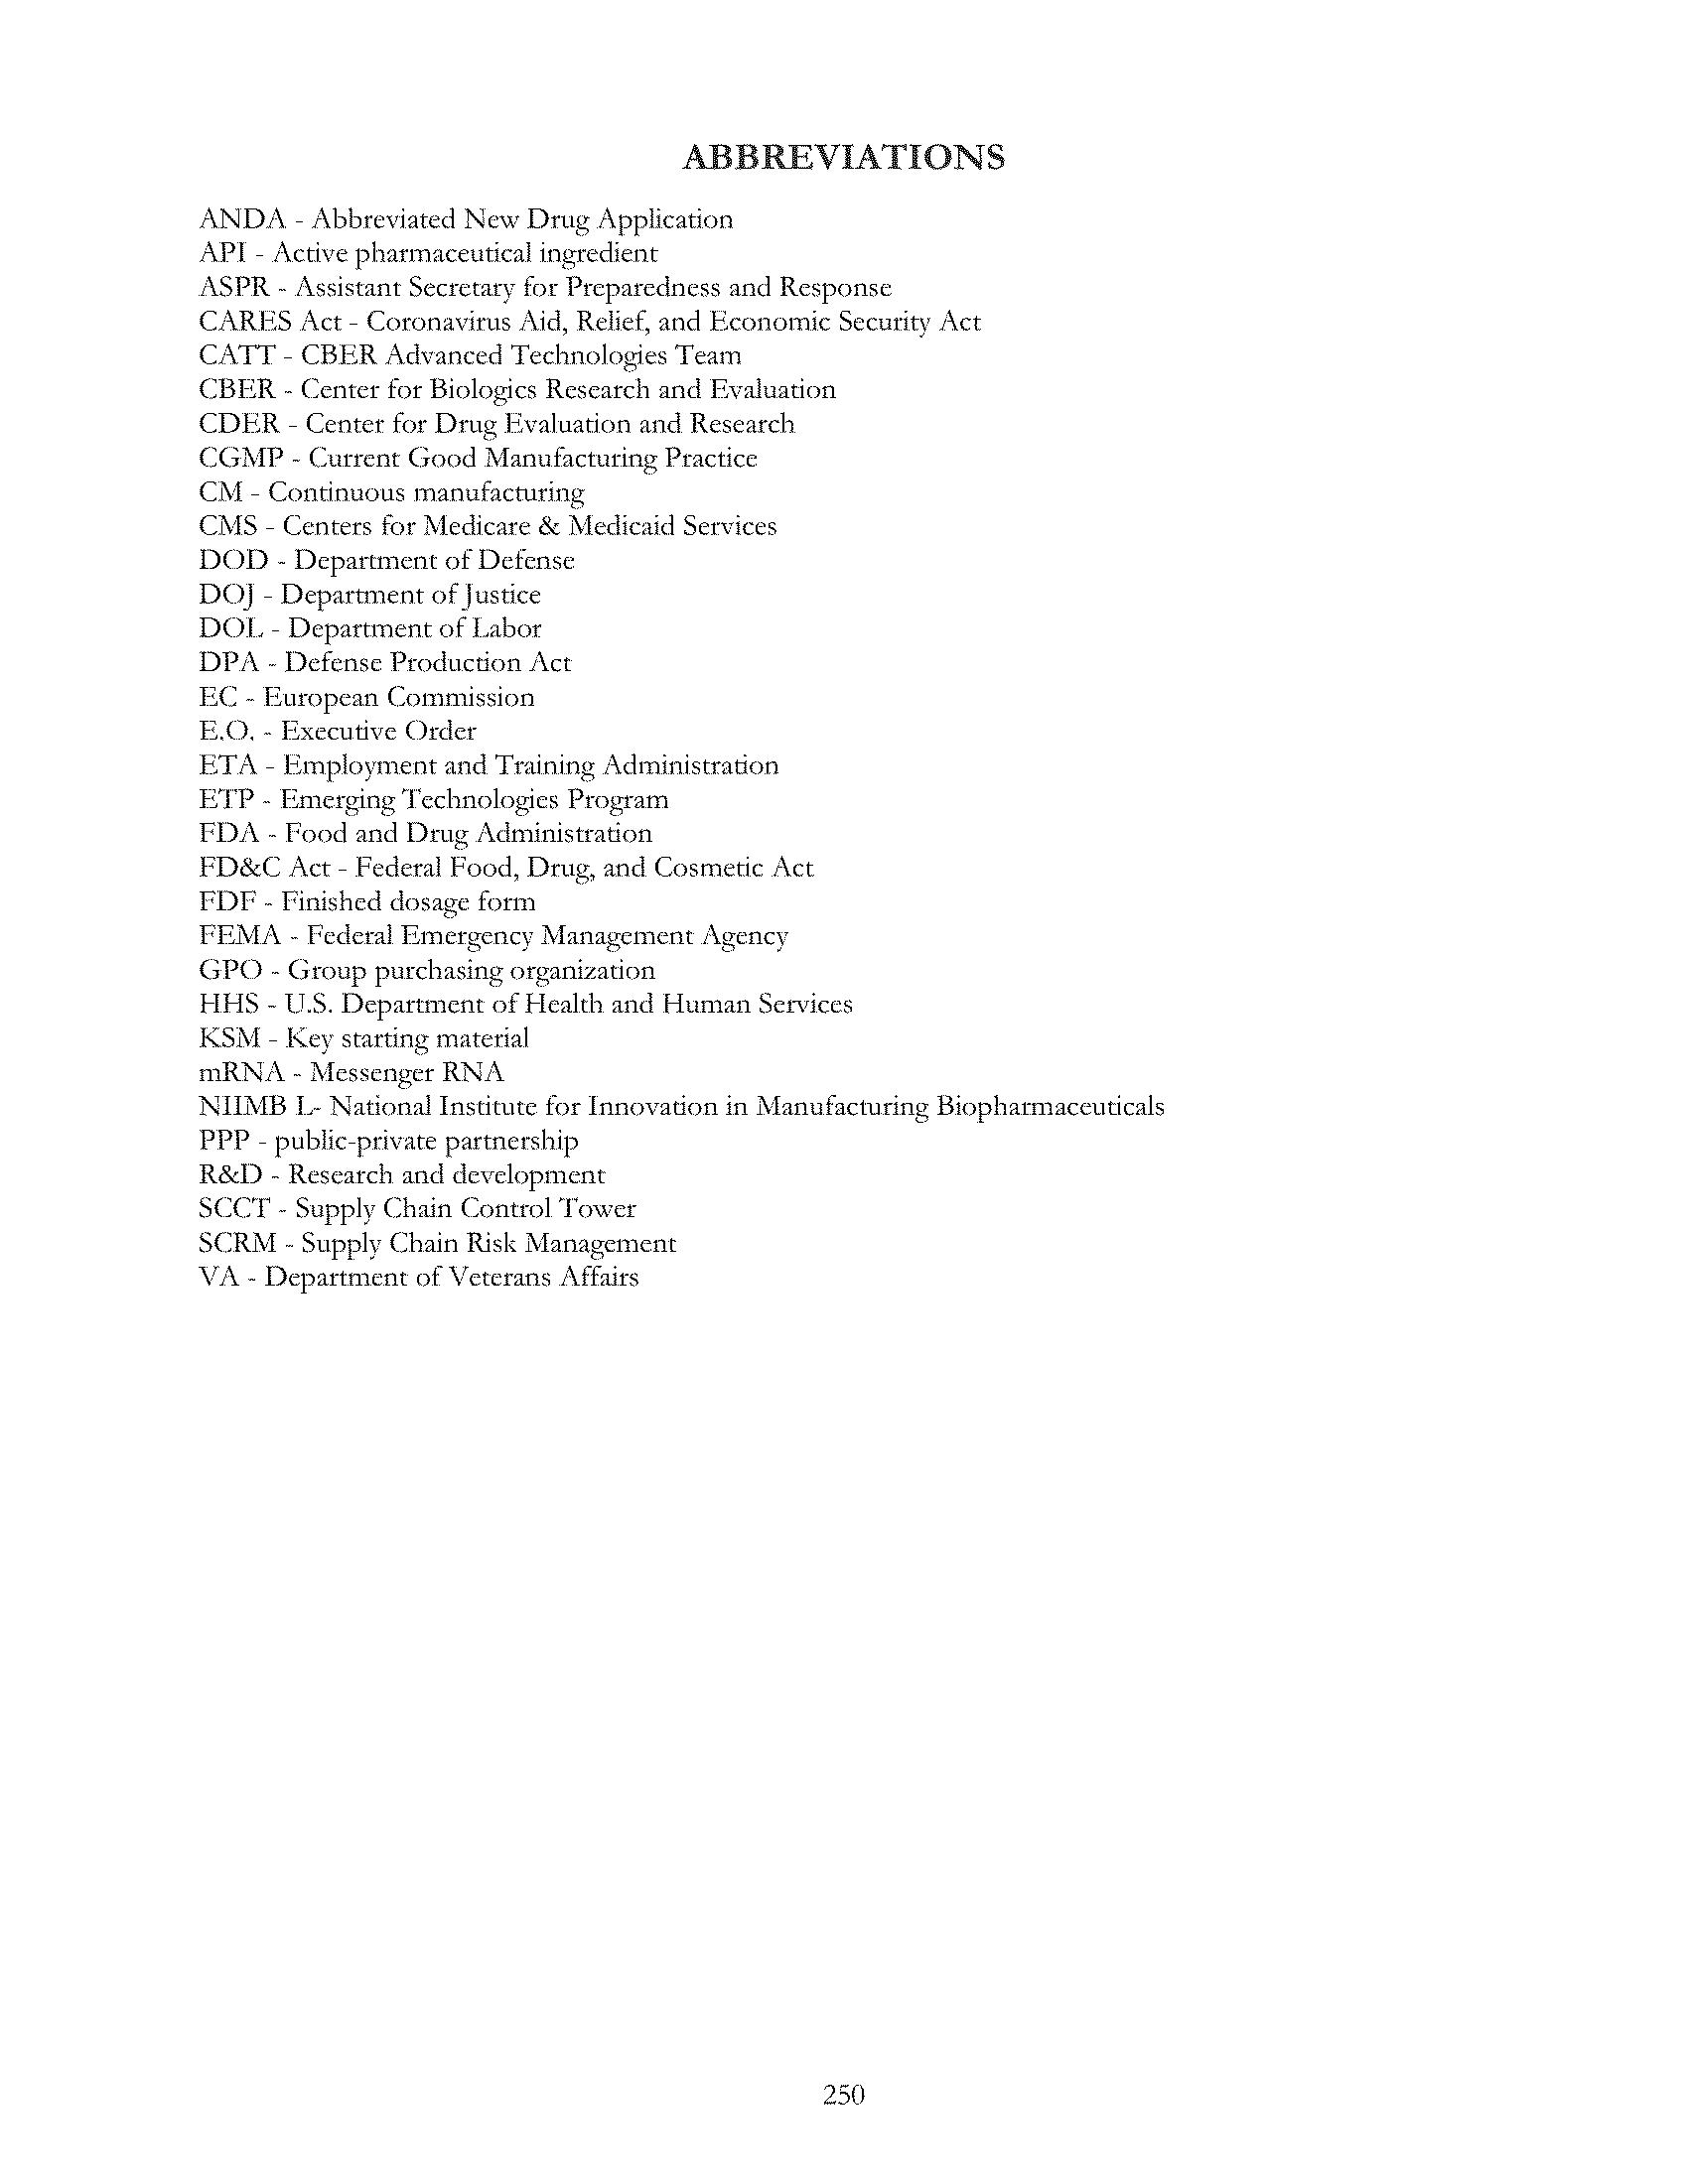 ABBREVIATIONS
ANDA - Abbreviated New Drug Application
API - Active pharmaceutical ingredient
ASPR - Assistant Secretary for Preparedness and Response
CARES Act - Coronavirus Aid, Relief, and Economic Security Act
CATT - CBER Advanced Technologies Team
CBER - Center for Biologics Research and Evaluation
CDER - Center for Drug Evaluation and Research
CGMP - Current Good Manufacturing Practice
CM - Continuous manufacturing
CMS - Centers for Medicare & Medicaid Services
DOD - Department of Defense
DOJ - Department of Justice
DOL - Department of Labor
DPA - Defense Production Act
EC - European Commission
E.O. - Executive Order
ETA - Employment and Training Administration
ETP - Emerging Technologies Program
FDA - Food and Drug Administration
FD&C Act - Federal Food, Drug, and Cosmetic Act
FDF - Finished dosage form
FEMA - Federal Emergency Management Agency
GPO - Group purchasing organization
HHS - U.S. Department of Health and Human Services
KSM - Key starting material
mRNA - Messenger RNA
NIIMB L- National Institute for Innovation in Manufacturing Biopharmaceuticals
PPP - public-private partnership
R&D - Research and development
SCCT - Supply Chain Control Tower
SCRM - Supply Chain Risk Management
VA - Department of Veterans Affairs
250